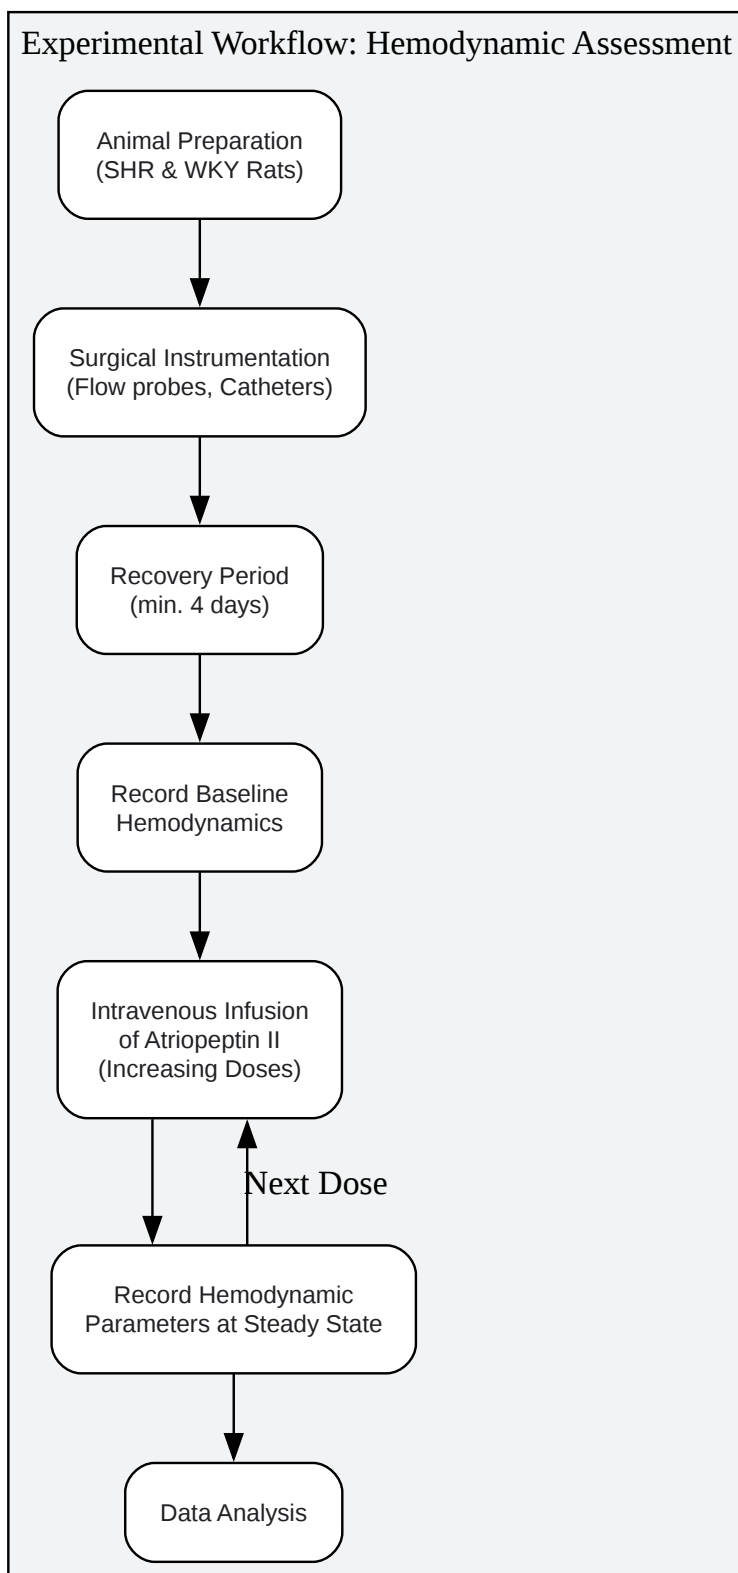 Experimental Workflow: Hemodynamic Assessment
Animal Preparation
(SHR & WKY Rats)
Surgical Instrumentation
(Flow probes, Catheters)
Recovery Period
(min. 4 days)
Record Baseline
Hemodynamics
Intravenous Infusion
of Atriopeptin II
(Increasing Doses)
Next Dose
Record Hemodynamic
Parameters at Steady State
Data Analysis